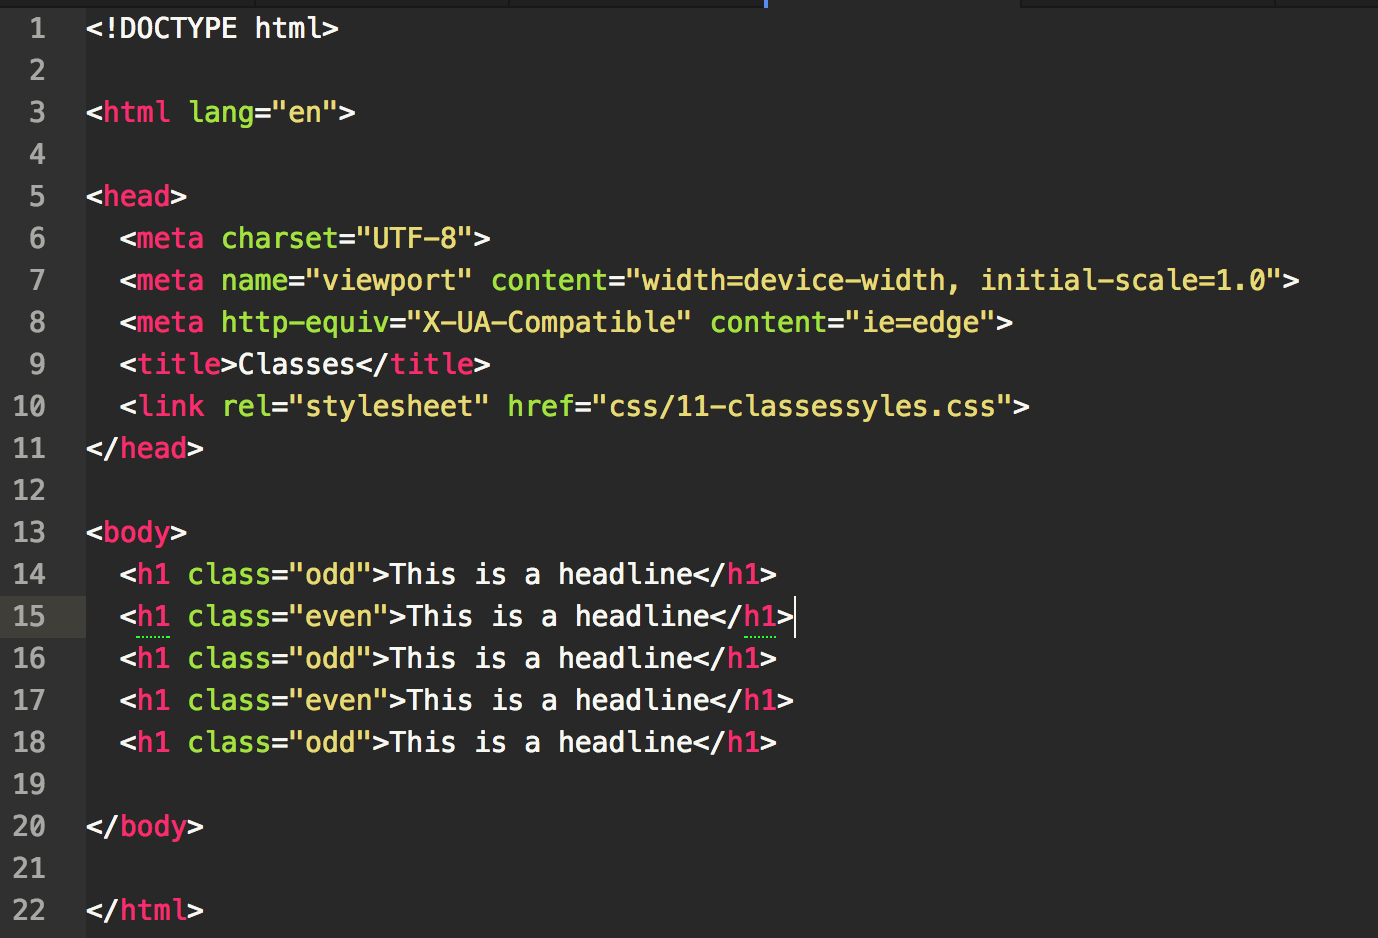 1 <!DOCTYPE html>
2
3 <html lang="en">
4
5 <head>
6   <meta charset="UTF-8">
7   <meta name="viewport" content="width=device-width, initial-scale=1.0">
8   <meta http-equiv="X-UA-Compatible" content="ie=edge">
9   <title>Classes</title>
10   <link rel="stylesheet" href="css/11-classessyles.css">
11 </head>
12
13 <body>
14   <h1 class="odd">This is a headline</h1>
15   <h1 class="even">This is a headline</h1>
16   <h1 class="odd">This is a headline</h1>
17   <h1 class="even">This is a headline</h1>
18   <h1 class="odd">This is a headline</h1>
19
20 </body>
21
22 </html>